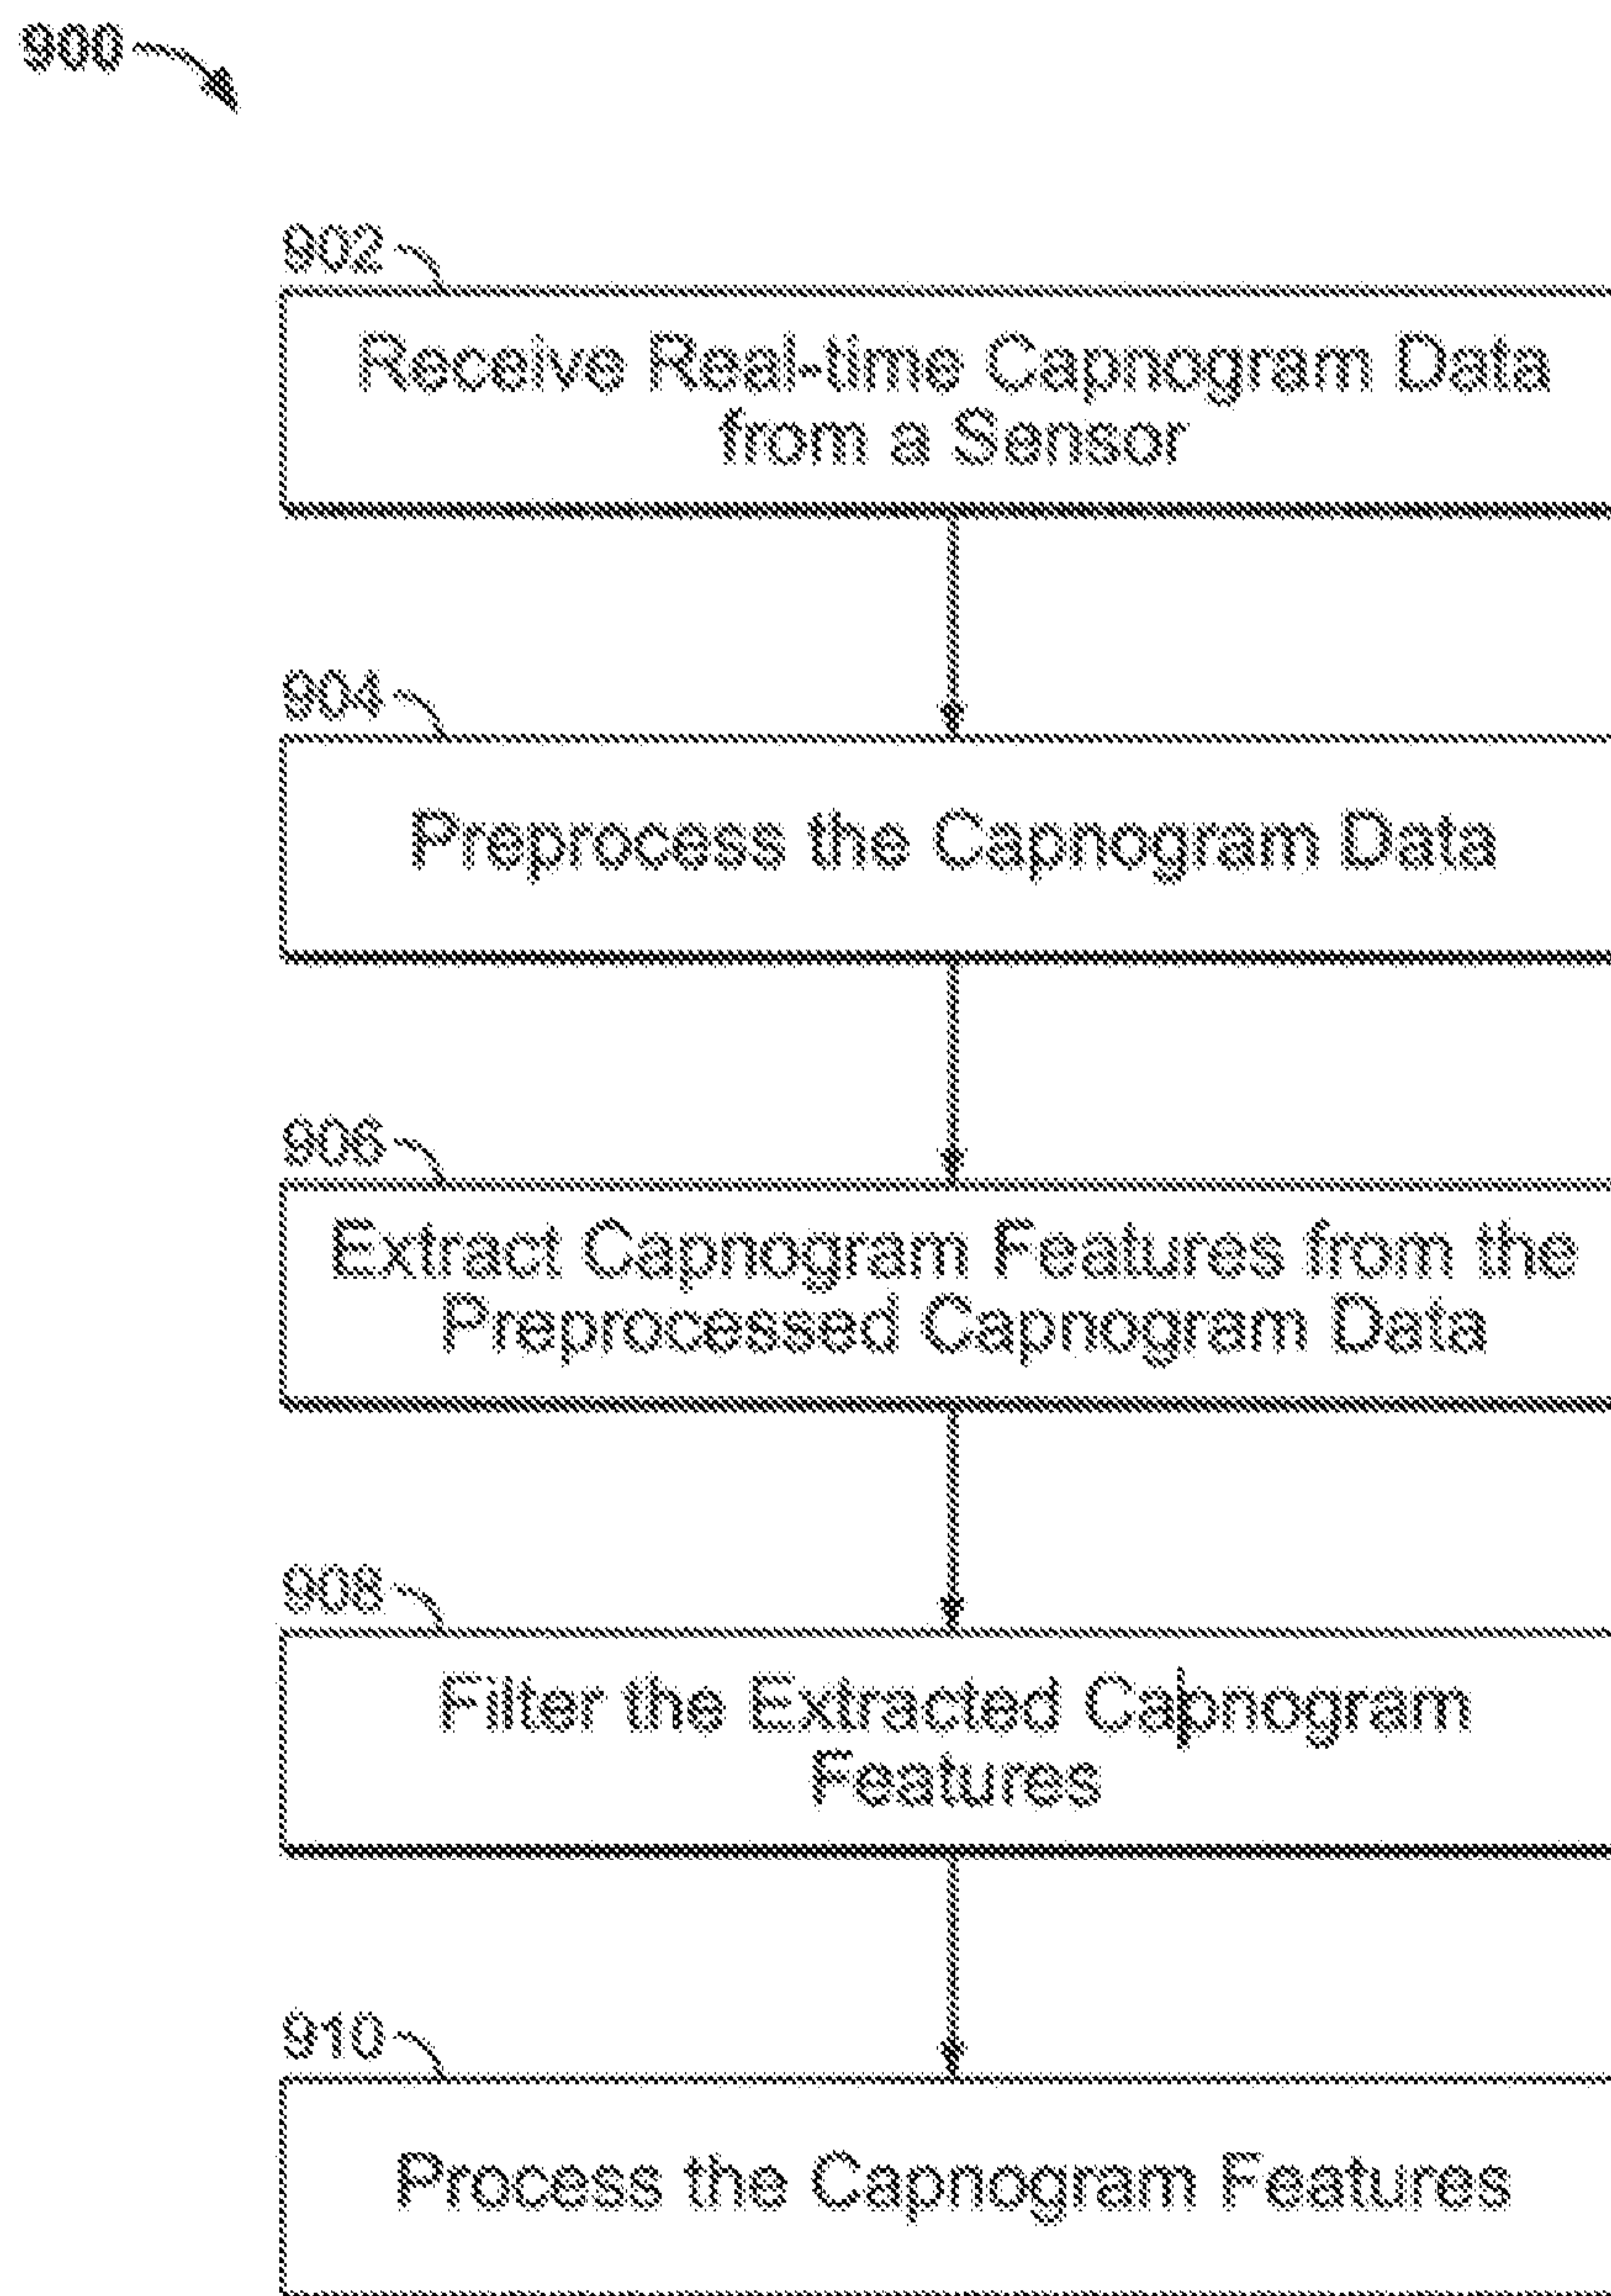 900
902
Receive Real-time Capnogram Data
from a Sensor
904
Preprocess the Capnogram Data
906
Extract Capnogram Features from the
Preprocessed Capnogram Data
908
Filter the Extracted Capnogram
Features
910
Process the Capnogram Features